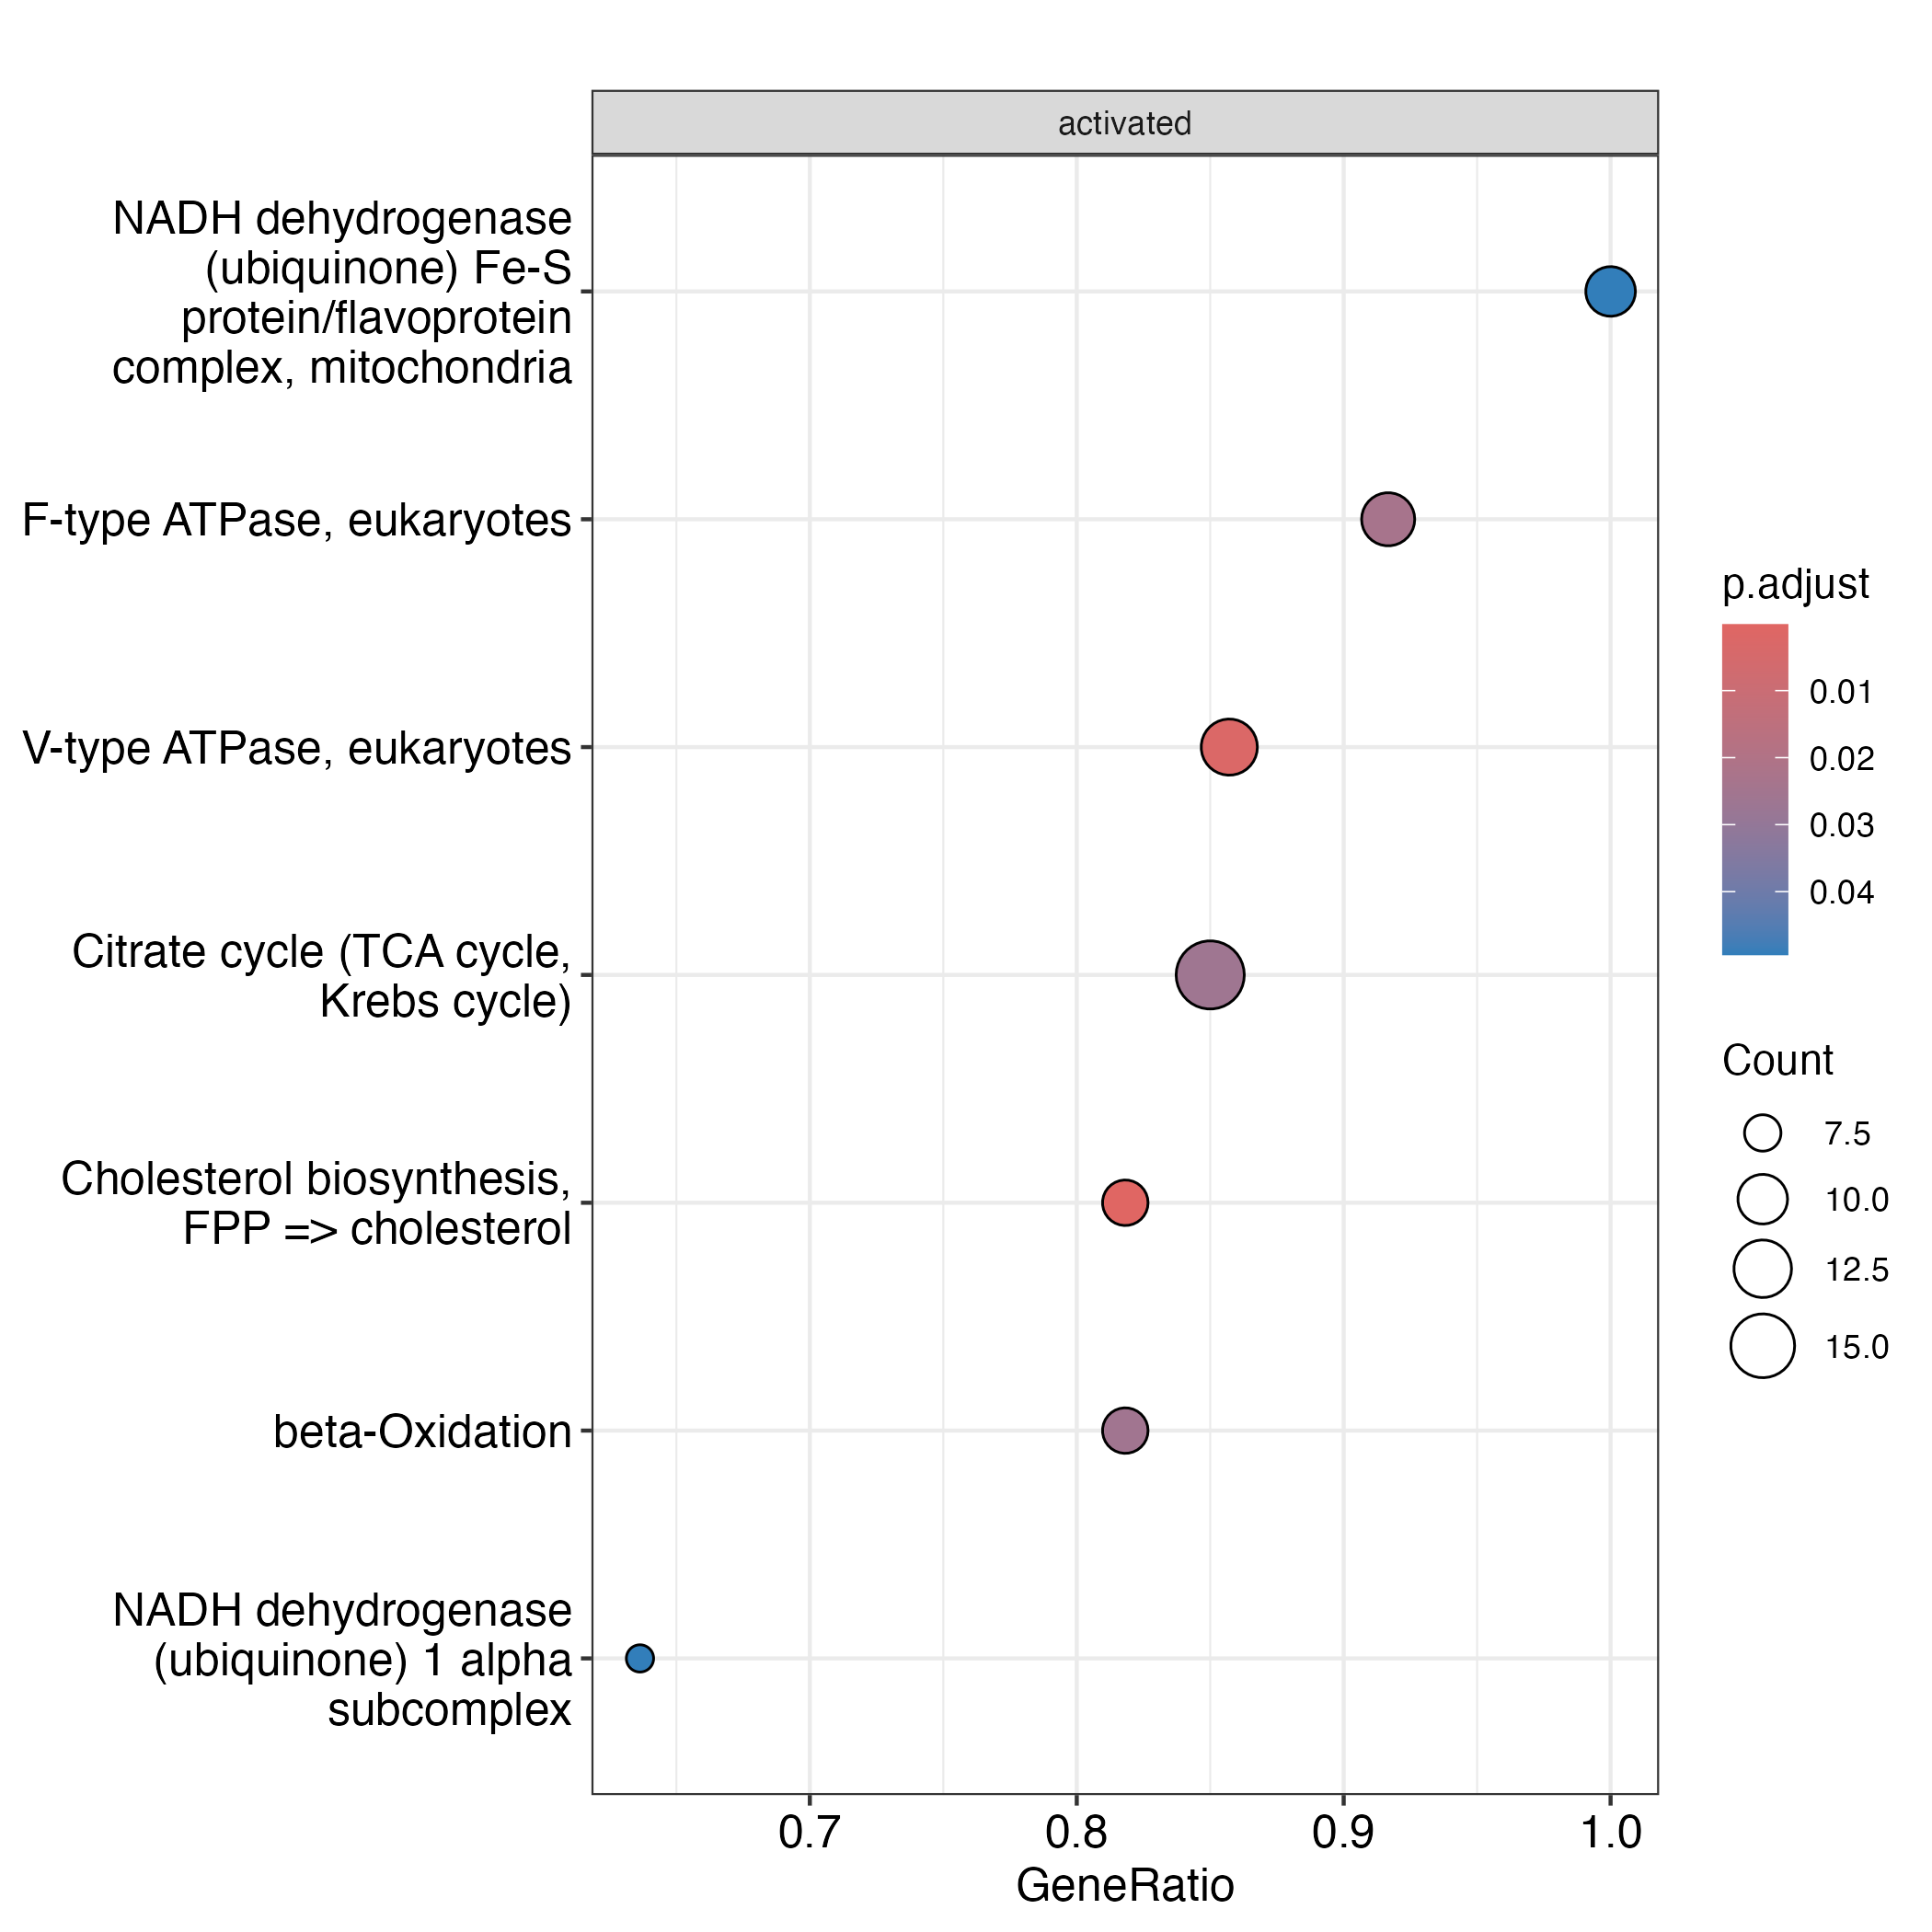 activated
NADH dehydrogenase
(ubiquinone) Fe-S
protein/flavoprotein
complex, mitochondria
F-type ATPase, eukaryotes
V-type ATPase, eukaryotes
Citrate cycle (TCA cycle,
Krebs cycle)
Cholesterol biosynthesis,
FPP => cholesterol
beta-Oxidation
NADH dehydrogenase
(ubiquinone) 1 alpha
subcomplex
0.7 0.8 0.9 1.0
GeneRatio
p.adjust
0.01
0.02
0.03
0.04
Count
7.5
10.0
12.5
15.0